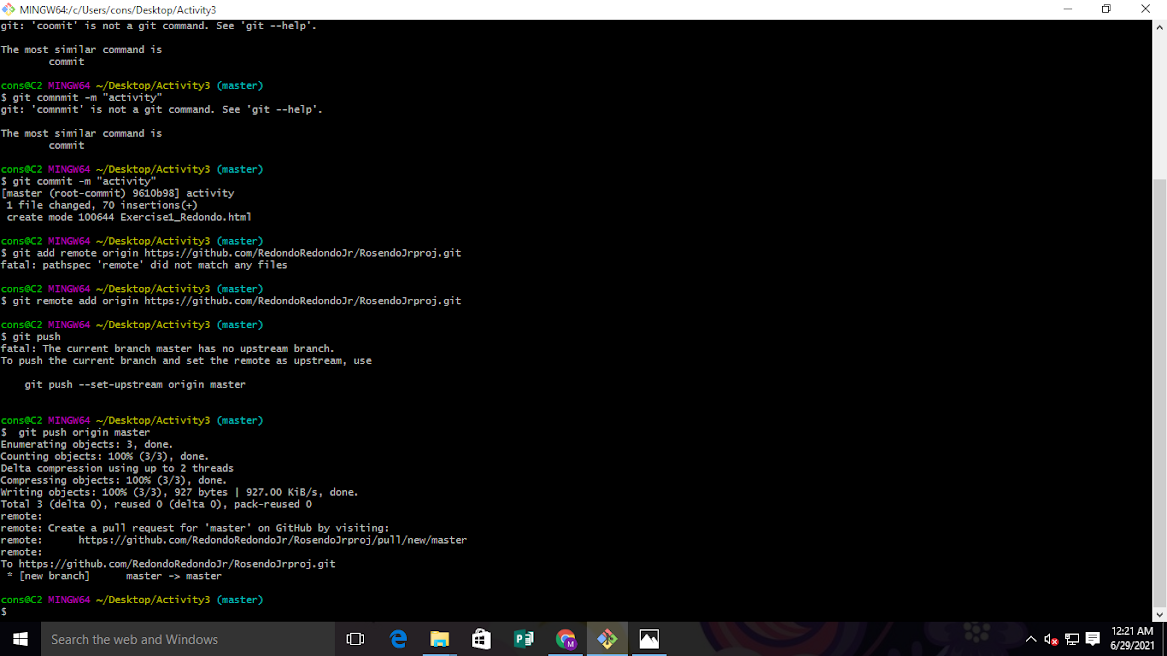 MINGW64:/c/Users/cons/Desktop/Activity3
git: 'coomit' is not a git command. See 'git --help'.
The most similar command is
commit
cons@C2 MINGW64 ~/Desktop/Activity3 (master)
$ git comnmit -m "activity"
git: 'comnmit' is not a git command. See 'git --help'.
The most similar command is
commit
cons@C2 MINGW64 ~/Desktop/Activity3 (master)
$ git commit -m "activity"
[master (root-commit) 9610b98] activity
1 file changed, 70 insertions(+)
create mode 100644 Exercise1_Redondo.html
cons@C2 MINGW64 ~/Desktop/Activity3 (master)
$ git add remote origin https://github.com/RedondoRedondoJr/RosendoJrproj.git
fatal: pathspec 'remote' did not match any files
cons@C2 MINGW64 ~/Desktop/Activity3 (master)
$ git remote add origin https://github.com/RedondoRedondoJr/RosendoJrproj.git
cons@C2 MINGW64 ~/Desktop/Activity3 (master)
$ git push
fatal: The current branch master has no upstream branch.
To push the current branch and set the remote as upstream, use
git push --set-upstream origin master
cons@C2 MINGW64 ~/Desktop/Activity3 (master)
$  git push origin master
Enumerating objects: 3, done.
Counting objects: 100% (3/3), done.
Delta compression using up to 2 threads
Compressing objects: 100% (3/3), done.
Writing objects: 100% (3/3), 927 bytes | 927.00 KiB/s, done.
Total 3 (delta 0), reused 0 (delta 0), pack-reused 0
remote:
remote: Create a pull request for 'master' on GitHub by visiting:
remote:      https://github.com/RedondoRedondoJr/RosendoJrproj/pull/new/master
remote:
To https://github.com/RedondoRedondoJr/RosendoJrproj.git
* [new branch]      master -> master
cons@C2 MINGW64 ~/Desktop/Activity3 (master)
$
Search the web and Windows
12:21 AM
6/29/2021